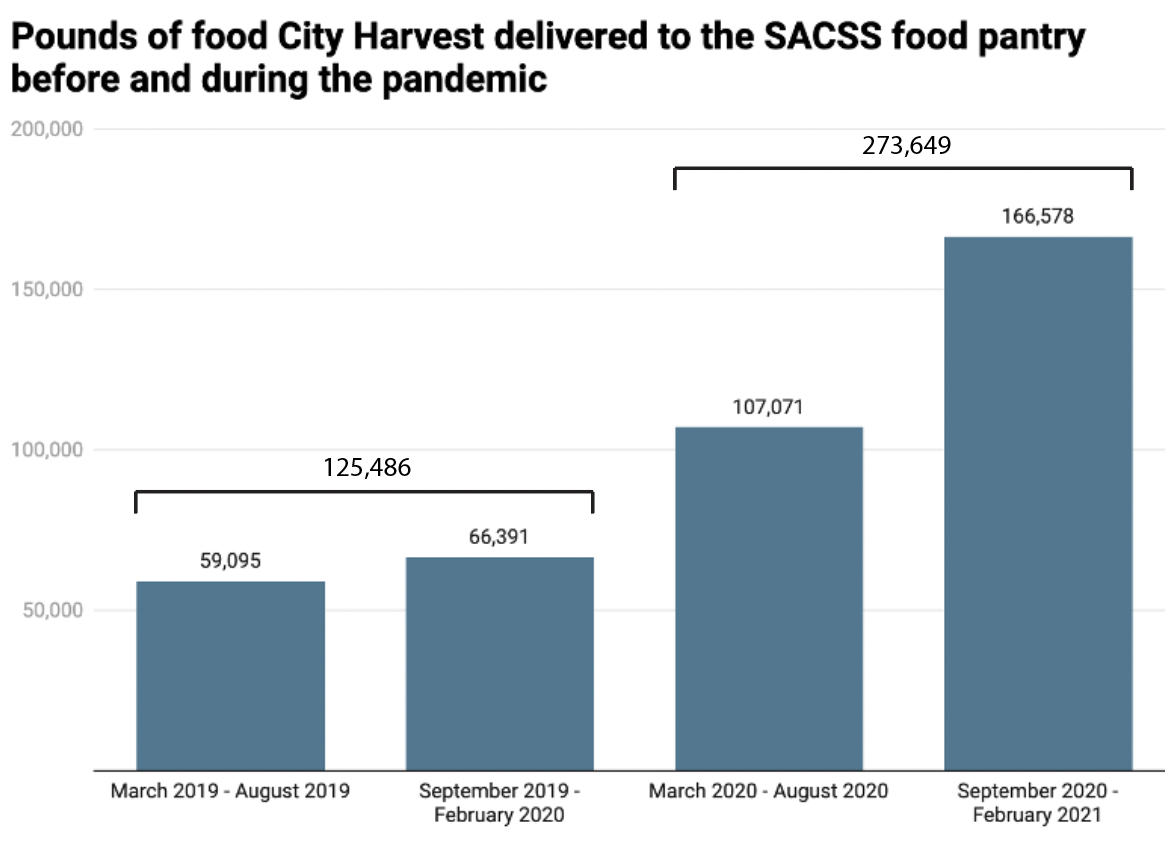 Pounds of food City Harvest delivered to the SACSS food pantry
before and during the pandemic
200,000
273,649
166,578
150,000
107,071
100,000
125,486
66,391
59,095
50,000
March 2019 - August 2019
September 2019 -
February 2020
March 2020 - August 2020
September 2020 -
February 2021